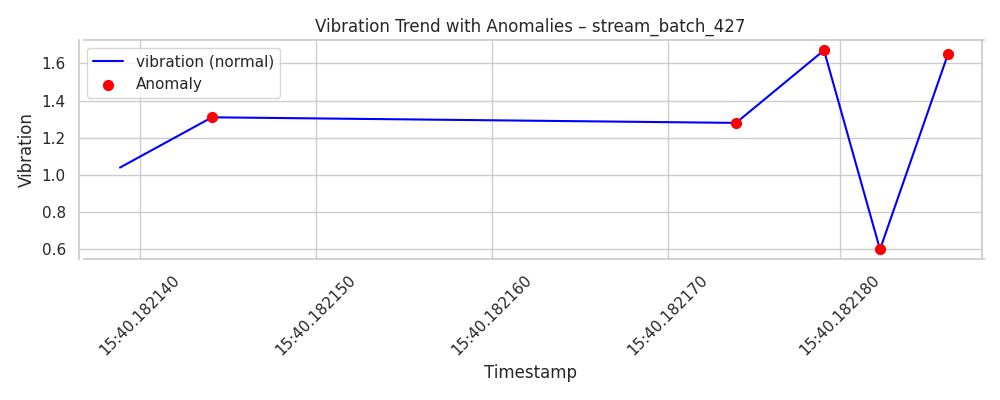 Vibration Trend with Anomalies – stream_batch_427
vibration (normal)
Anomaly
Vibration
1.6
1.4
1.2
1.0
0.8
0.6
15:40.182140
15:40.182150
15:40.182160
15:40.182170
15:40.182180
Timestamp